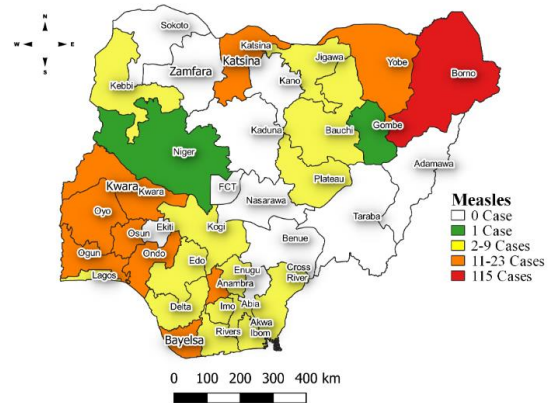 N
W E
S
Sokoto
Katsina
Katsina
Zamfara
Kebbi
Kano
Jigawa
Yobe
Borno
Kaduna
Bauchi
Gombe
Niger
Adamawa
Plateau
FCT
Kwara
Kwara
Nasarawa
Oyo
Taraba
Osun
Ekiti
Kogi
Benue
Ogun
Ondo
Lagos
Edo
Enugu
Cross
River
Anambra
Delta
Imo
Abia
Akwa
Ibom
Rivers
Bayelsa
Measles
0 Case
1 Case
2-9 Cases
11-23 Cases
115 Cases
0 100 200 300 400 km